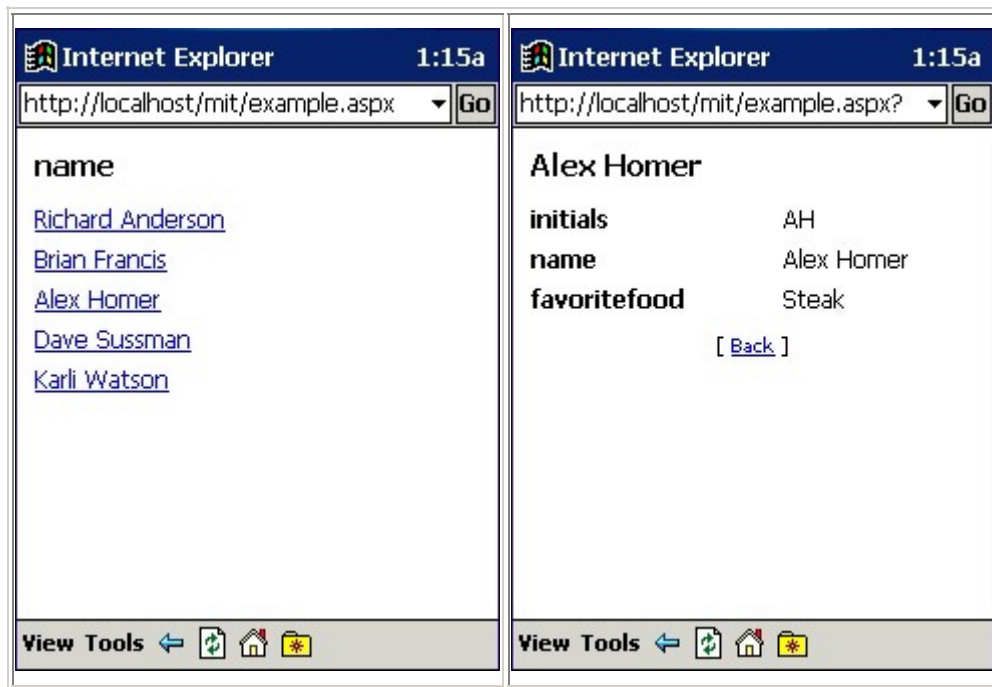 Internet Explorer 1:15a
http://localhost/mit/example.aspx Go
name
Richard Anderson
Brian Francis
Alex Homer
Dave Sussman
Karli Watson
View Tools
Internet Explorer 1:15a
http://localhost/mit/example.aspx? Go
Alex Homer
initials AH
name Alex Homer
favoritefood Steak
[ Back ]
View Tools